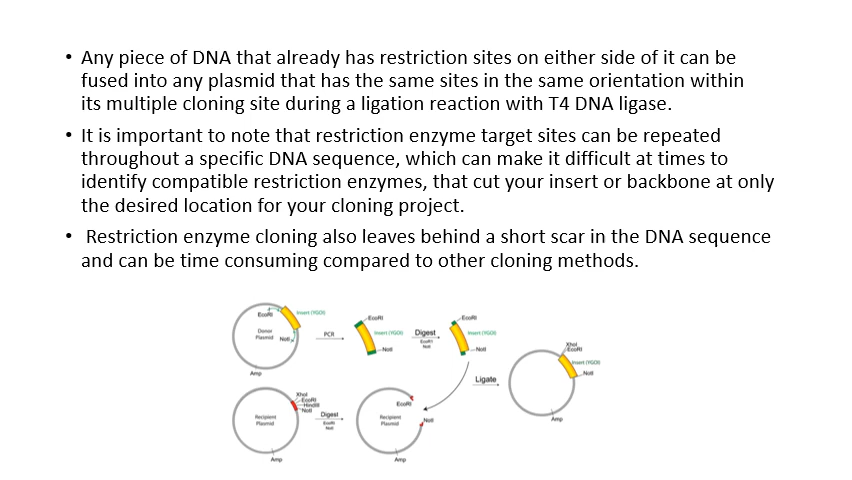 • Any piece of DNA that already has restriction sites on either side of it can be
fused into any plasmid that has the same sites in the same orientation within
its multiple cloning site during a ligation reaction with T4 DNA ligase.
• It is important to note that restriction enzyme target sites can be repeated
throughout a specific DNA sequence, which can make it difficult at times to
identify compatible restriction enzymes, that cut your insert or backbone at only
the desired location for your cloning project.
• Restriction enzyme cloning also leaves behind a short scar in the DNA sequence
and can be time consuming compared to other cloning methods.
EcoRI
Insert (YGOI)
Donor
Plasmid
NotI
Amp
PCR
EcoRI
Insert (YGOI)
NotI
Digest
EcoRI
NotI
EcoRI
Insert (YGOI)
NotI
Ligate
XhoI
EcoRI
Insert (YGOI)
NotI
Amp
XhoI
EcoRI
HindIII
NotI
Recipient
Plasmid
Amp
Digest
EcoRI
NotI
EcoRI
Recipient
Plasmid
NotI
Amp